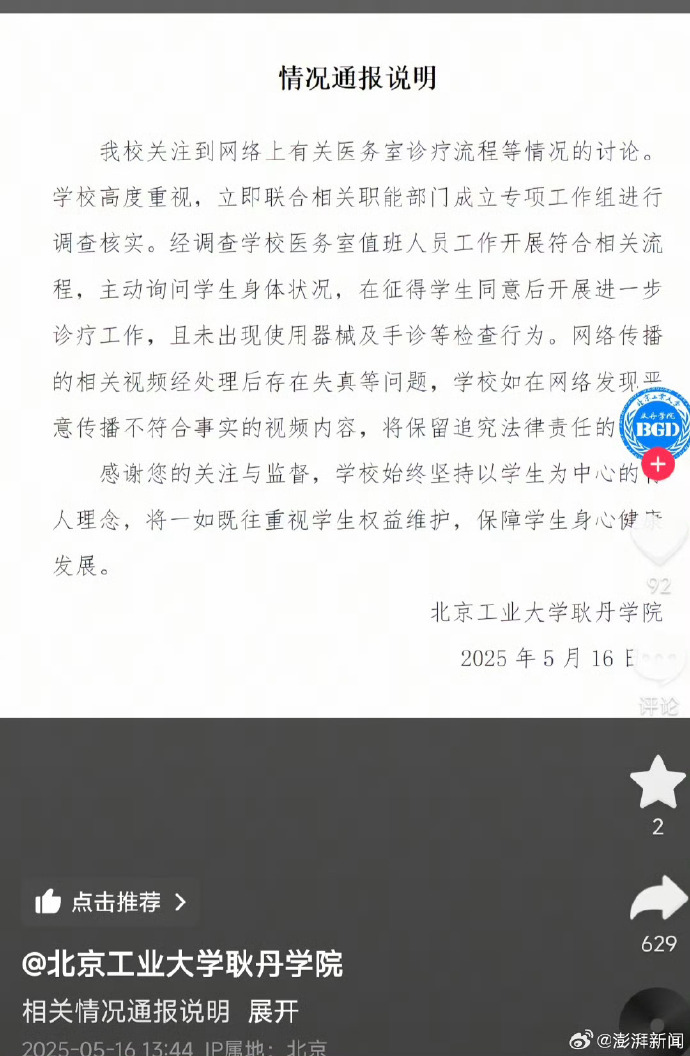 情况通报说明
我校关注到网络上有关医务室诊疗流程等情况的讨论。
学校高度重视，立即联合相关职能部门成立专项工作组进行
调查核实。经调查学校医务室值班人员工作开展符合相关流
程，主动询问学生身体状况，在征得学生同意后开展进一步
诊疗工作，且未出现使用器械及手诊等检查行为。网络传播
的相关视频经处理后存在失真等问题，学校如在网络发现恶
意传播不符合事实的视频内容，将保留追究法律责任的
感谢您的关注与监督，学校始终坚持以学生为中心的育
人理念，将一如既往重视学生权益维护，保障学生身心健康
发展。
北京工业大学耿丹学院
2025 年 5 月 16 日
BGD
92
评论
2
629
点击推荐
@北京工业大学耿丹学院
相关情况通报说明 展开
2025-05-16 13:44 IP属地：北京
@澎湃新闻